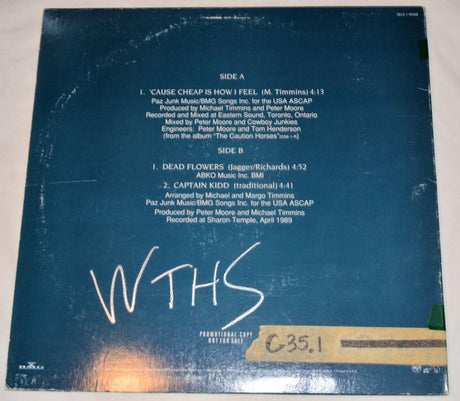 SIDE A
1. 'CAUSE CHEAP IS HOW I FEEL (M. Timmins) 4:13
Paz Junk Music/BMG Songs Inc. for the USA ASCAP
Produced by Michael Timmins and Peter Moore
Recorded and Mixed at Eastern Sound, Toronto, Ontario
Mixed by Peter Moore and Cowboy Junkies
Engineers: Peter Moore and Tom Henderson
(from the album "The Caution Horses"
SIDE B
1. DEAD FLOWERS (Jagger/Richards) 4:52
ABKO Music Inc. BMI
2. CAPTAIN KIDD (traditional) 4:41
Arranged by Michael and Margo Timmins
Paz Junk Music/BMG Songs Inc. for the USA ASCAP
Produced by Peter Moore and Michael Timmins
Recorded at Sharon Temple, April 1989
WTHS
PROMOTIONAL COPY
NOT FOR SALE
C35.1
BMG